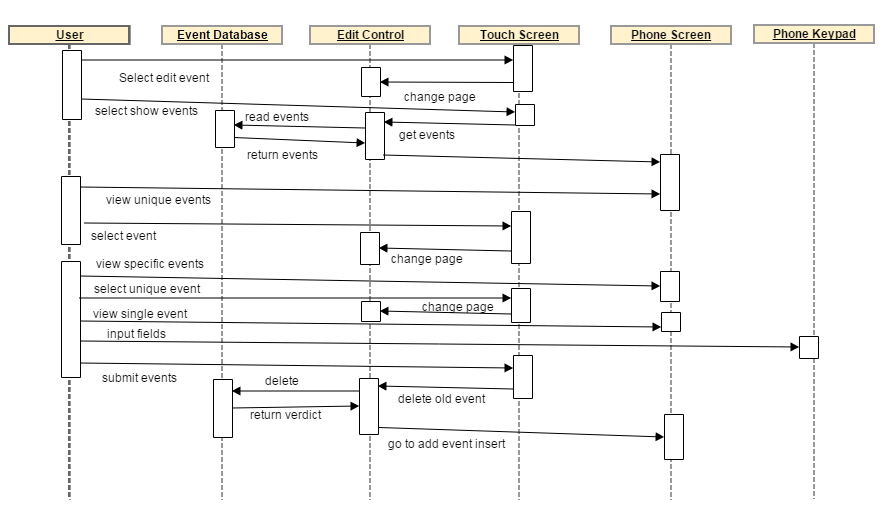 User
Event Database
Edit Control
Touch Screen
Phone Screen
Phone Keypad
Select edit event
change page
select show events
read events
get events
return events
view unique events
select event
change page
view specific events
select unique event
change page
view single event
input fields
submit events
delete
delete old event
return verdict
go to add event insert